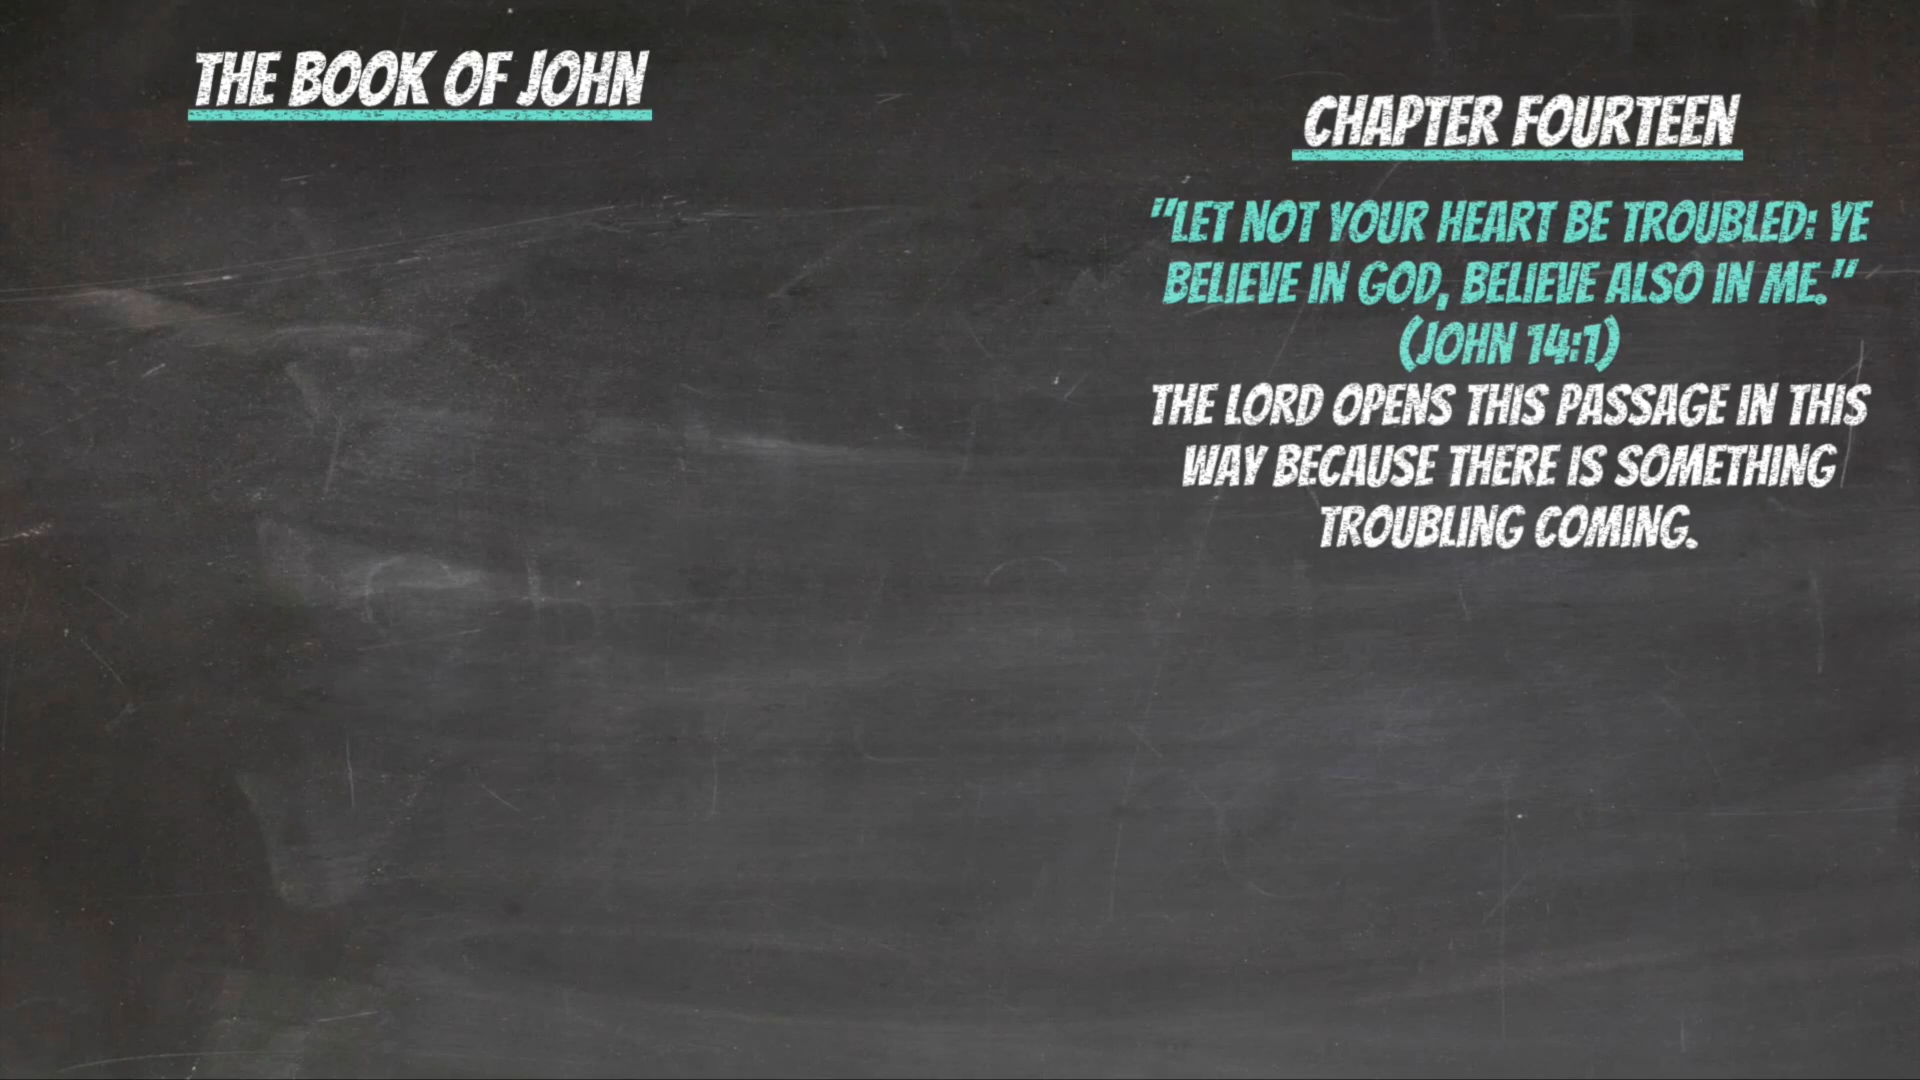 THE BOOK OF JOHN
CHAPTER FOURTEEN
"LET NOT YOUR HEART BE TROUBLED: YE
BELIEVE IN GOD, BELIEVE ALSO IN ME."
(JOHN 14:1)
THE LORD OPENS THIS PASSAGE IN THIS
WAY BECAUSE THERE IS SOMETHING
TROUBLING COMING.